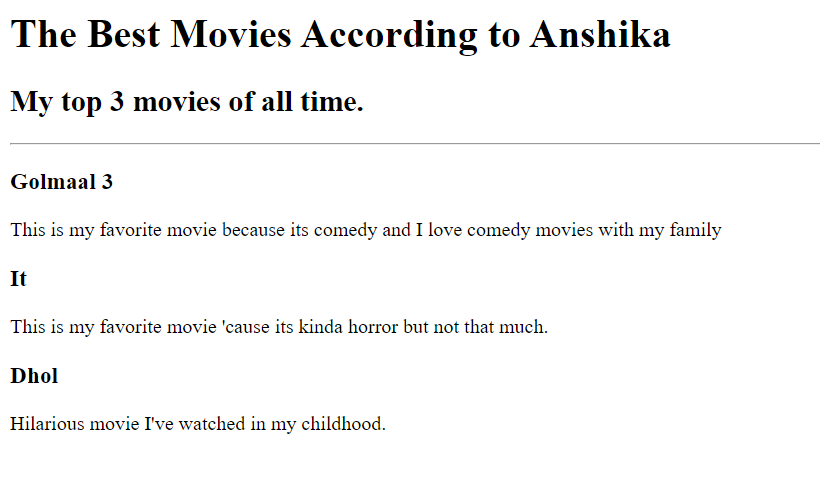 The Best Movies According to Anshika
My top 3 movies of all time.
Golmaal 3
This is my favorite movie because its comedy and I love comedy movies with my family
It
This is my favorite movie 'cause its kinda horror but not that much.
Dhol
Hilarious movie I've watched in my childhood.